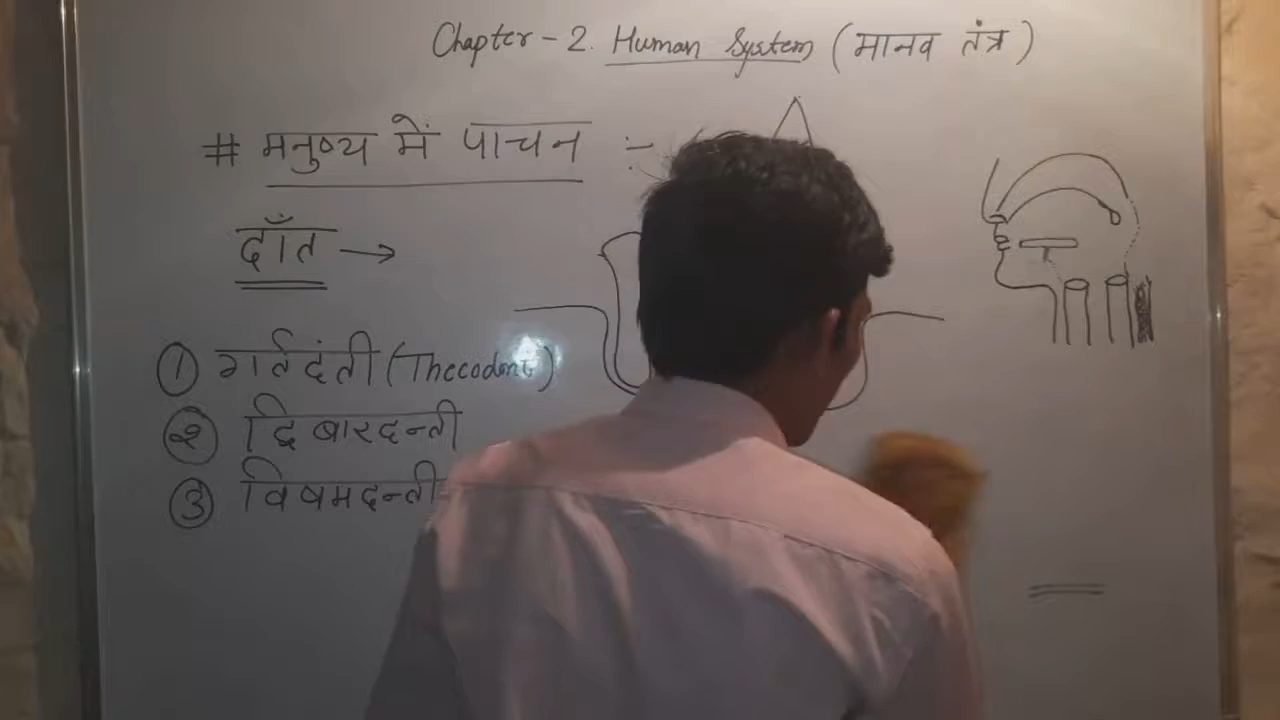 Chapter - 2. Human System (मानव तंत्र)
# मनुष्य में पाचन :-
दाँत →
① गर्तदंती (Thecodont)
② द्विबारदन्ती
③ विषमदन्ती